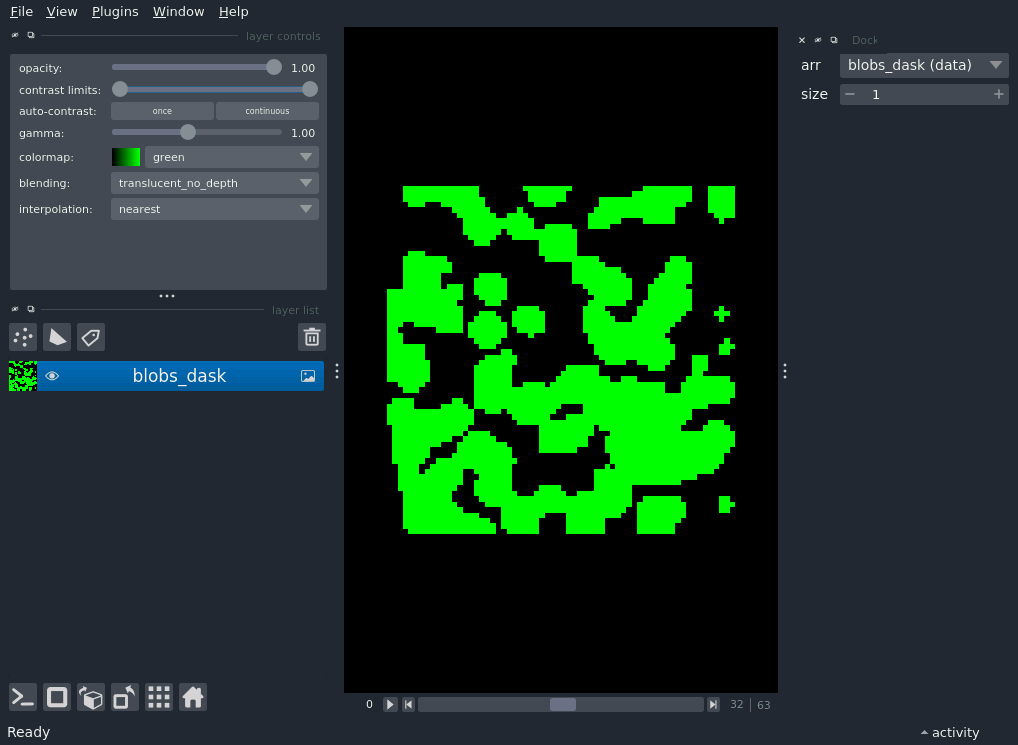 File View Plugins Window Help
layer controls
opacity: 1.00
contrast limits:
auto-contrast: once continuous
gamma: 1.00
colormap: green
blending: translucent_no_depth
interpolation: nearest
layer list
blobs_dask
0 32 63
Dock
arr blobs_dask (data)
size 1
Ready
activity